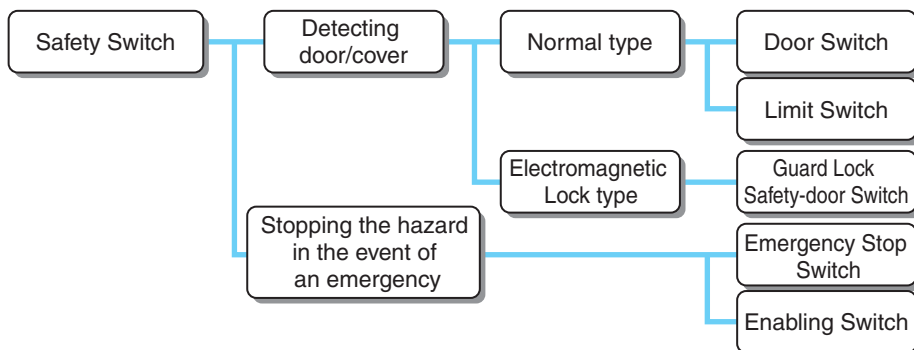 Safety Switch
Detecting
door/cover
Normal type
Door Switch
Limit Switch
Electromagnetic
Lock type
Guard Lock
Safety-door Switch
Stopping the hazard
in the event of
an emergency
Emergency Stop
Switch
Enabling Switch